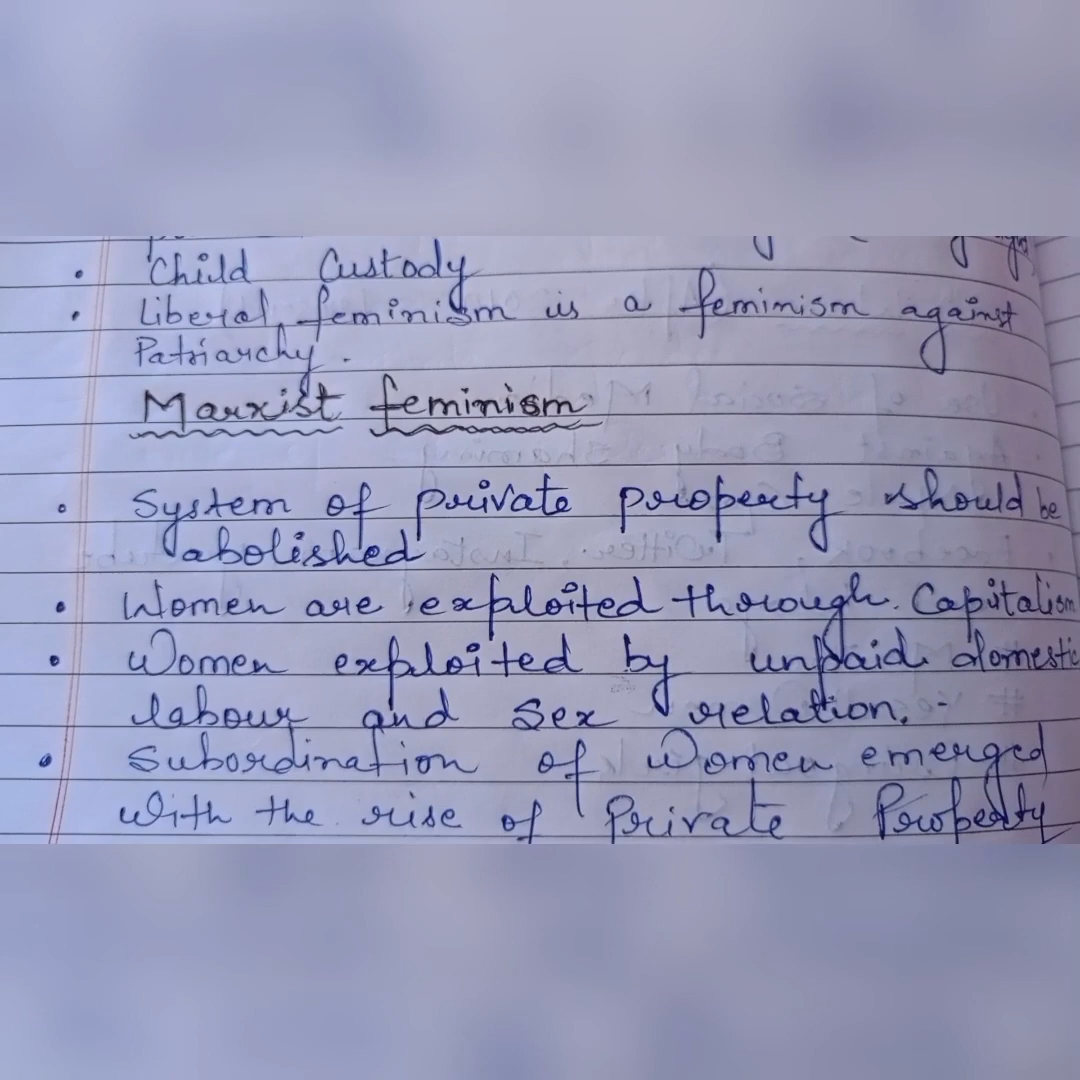 • Child Custody
• Liberal feminism is a feminism against
Patriarchy.
Marxist feminism
• System of private property should be
abolished
• Women are exploited thorough. Capitalism
• Women exploited by unpaid domestic
labour and Sex relation.
• Subordination of Women emerged
with the rise of Private Property